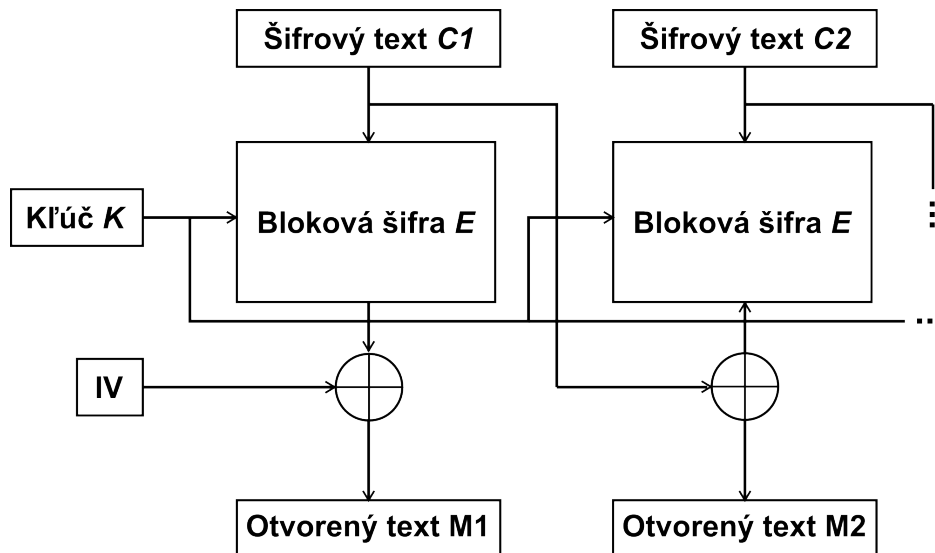 Šifrový text C1
Šifrový text C2
Kľúč K
Bloková šifra E
Bloková šifra E
IV
Otvorený text M1
Otvorený text M2